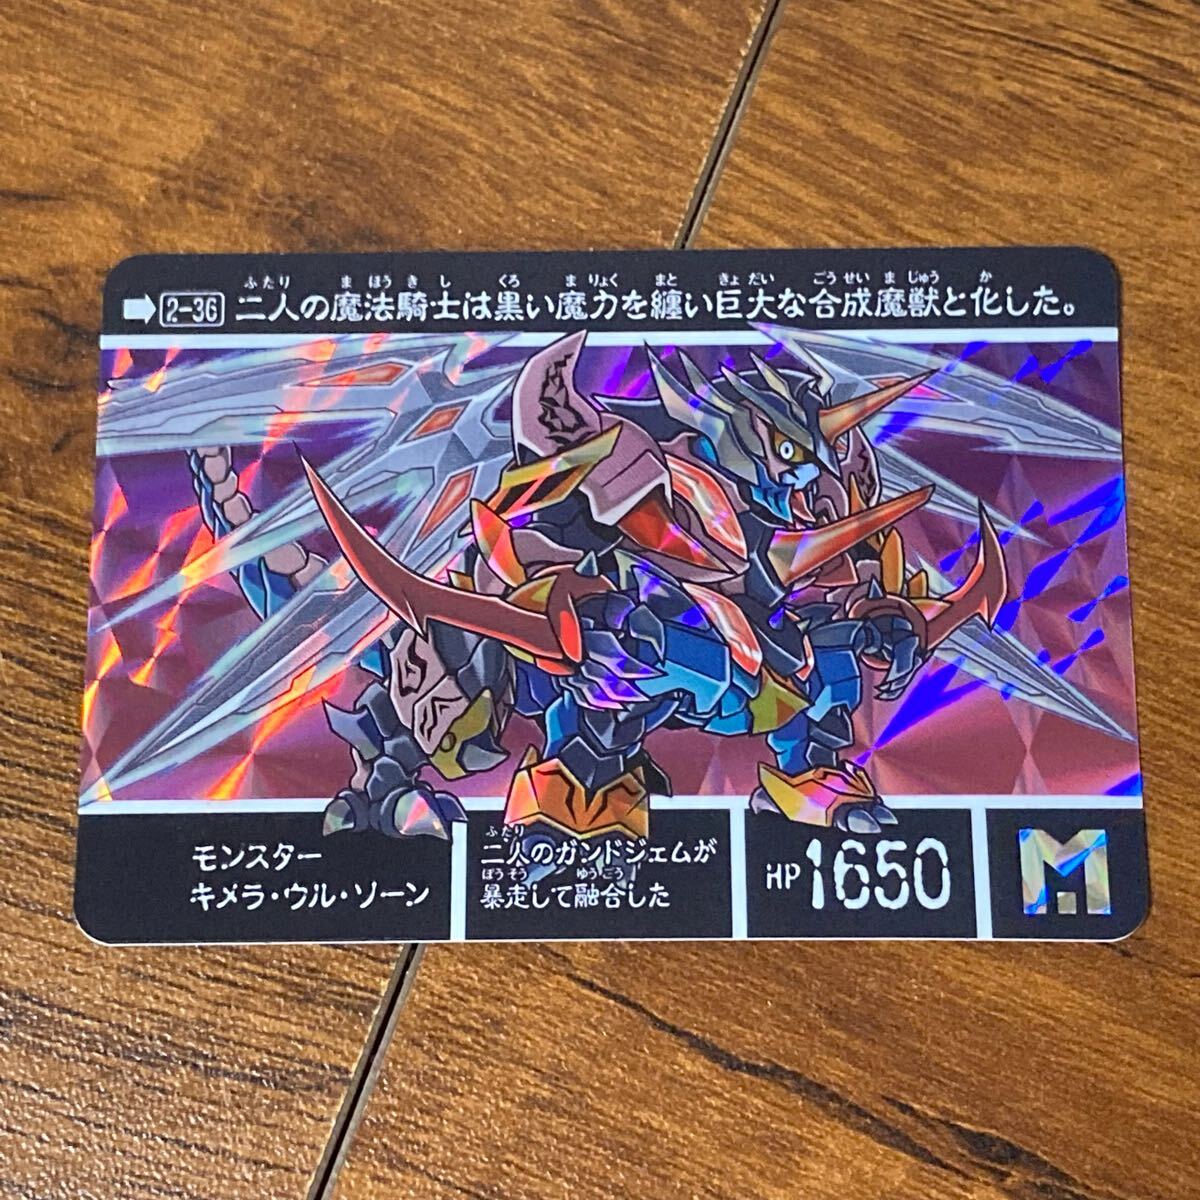 ふたり まほうきし くろ まりょく まと きょだい ごうせいまじゅう か
2-36 二人の魔法騎士は黒い魔力を纏い巨大な合成魔獣と化した。
モンスター
キメラ・ウル・ソーン
ふたり
二人のガンドジェムが
ぼうそう ゆうごう
暴走して融合した
HP 1650
M